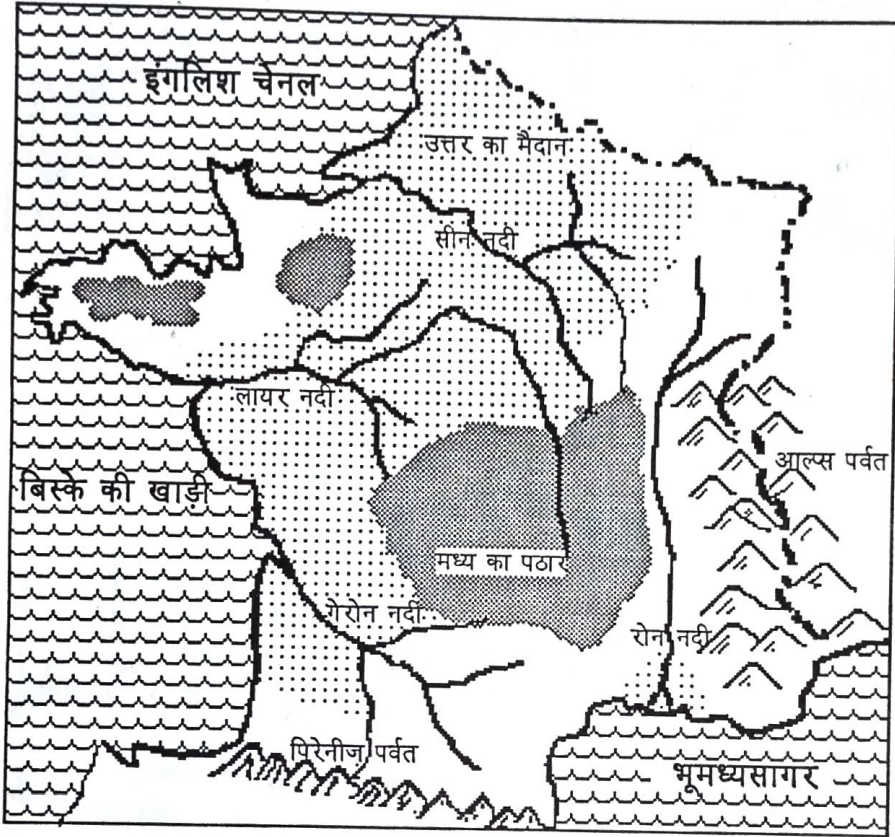 इंगलिश चेनल
उत्तर का मैदान
सीन नदी
लायर नदी
आल्प्स पर्वत
बिस्के की खाड़ी
मध्य का पठार
गेरोन नदी
रोन नदी
पिरेनीज पर्वत
भूमध्यसागर